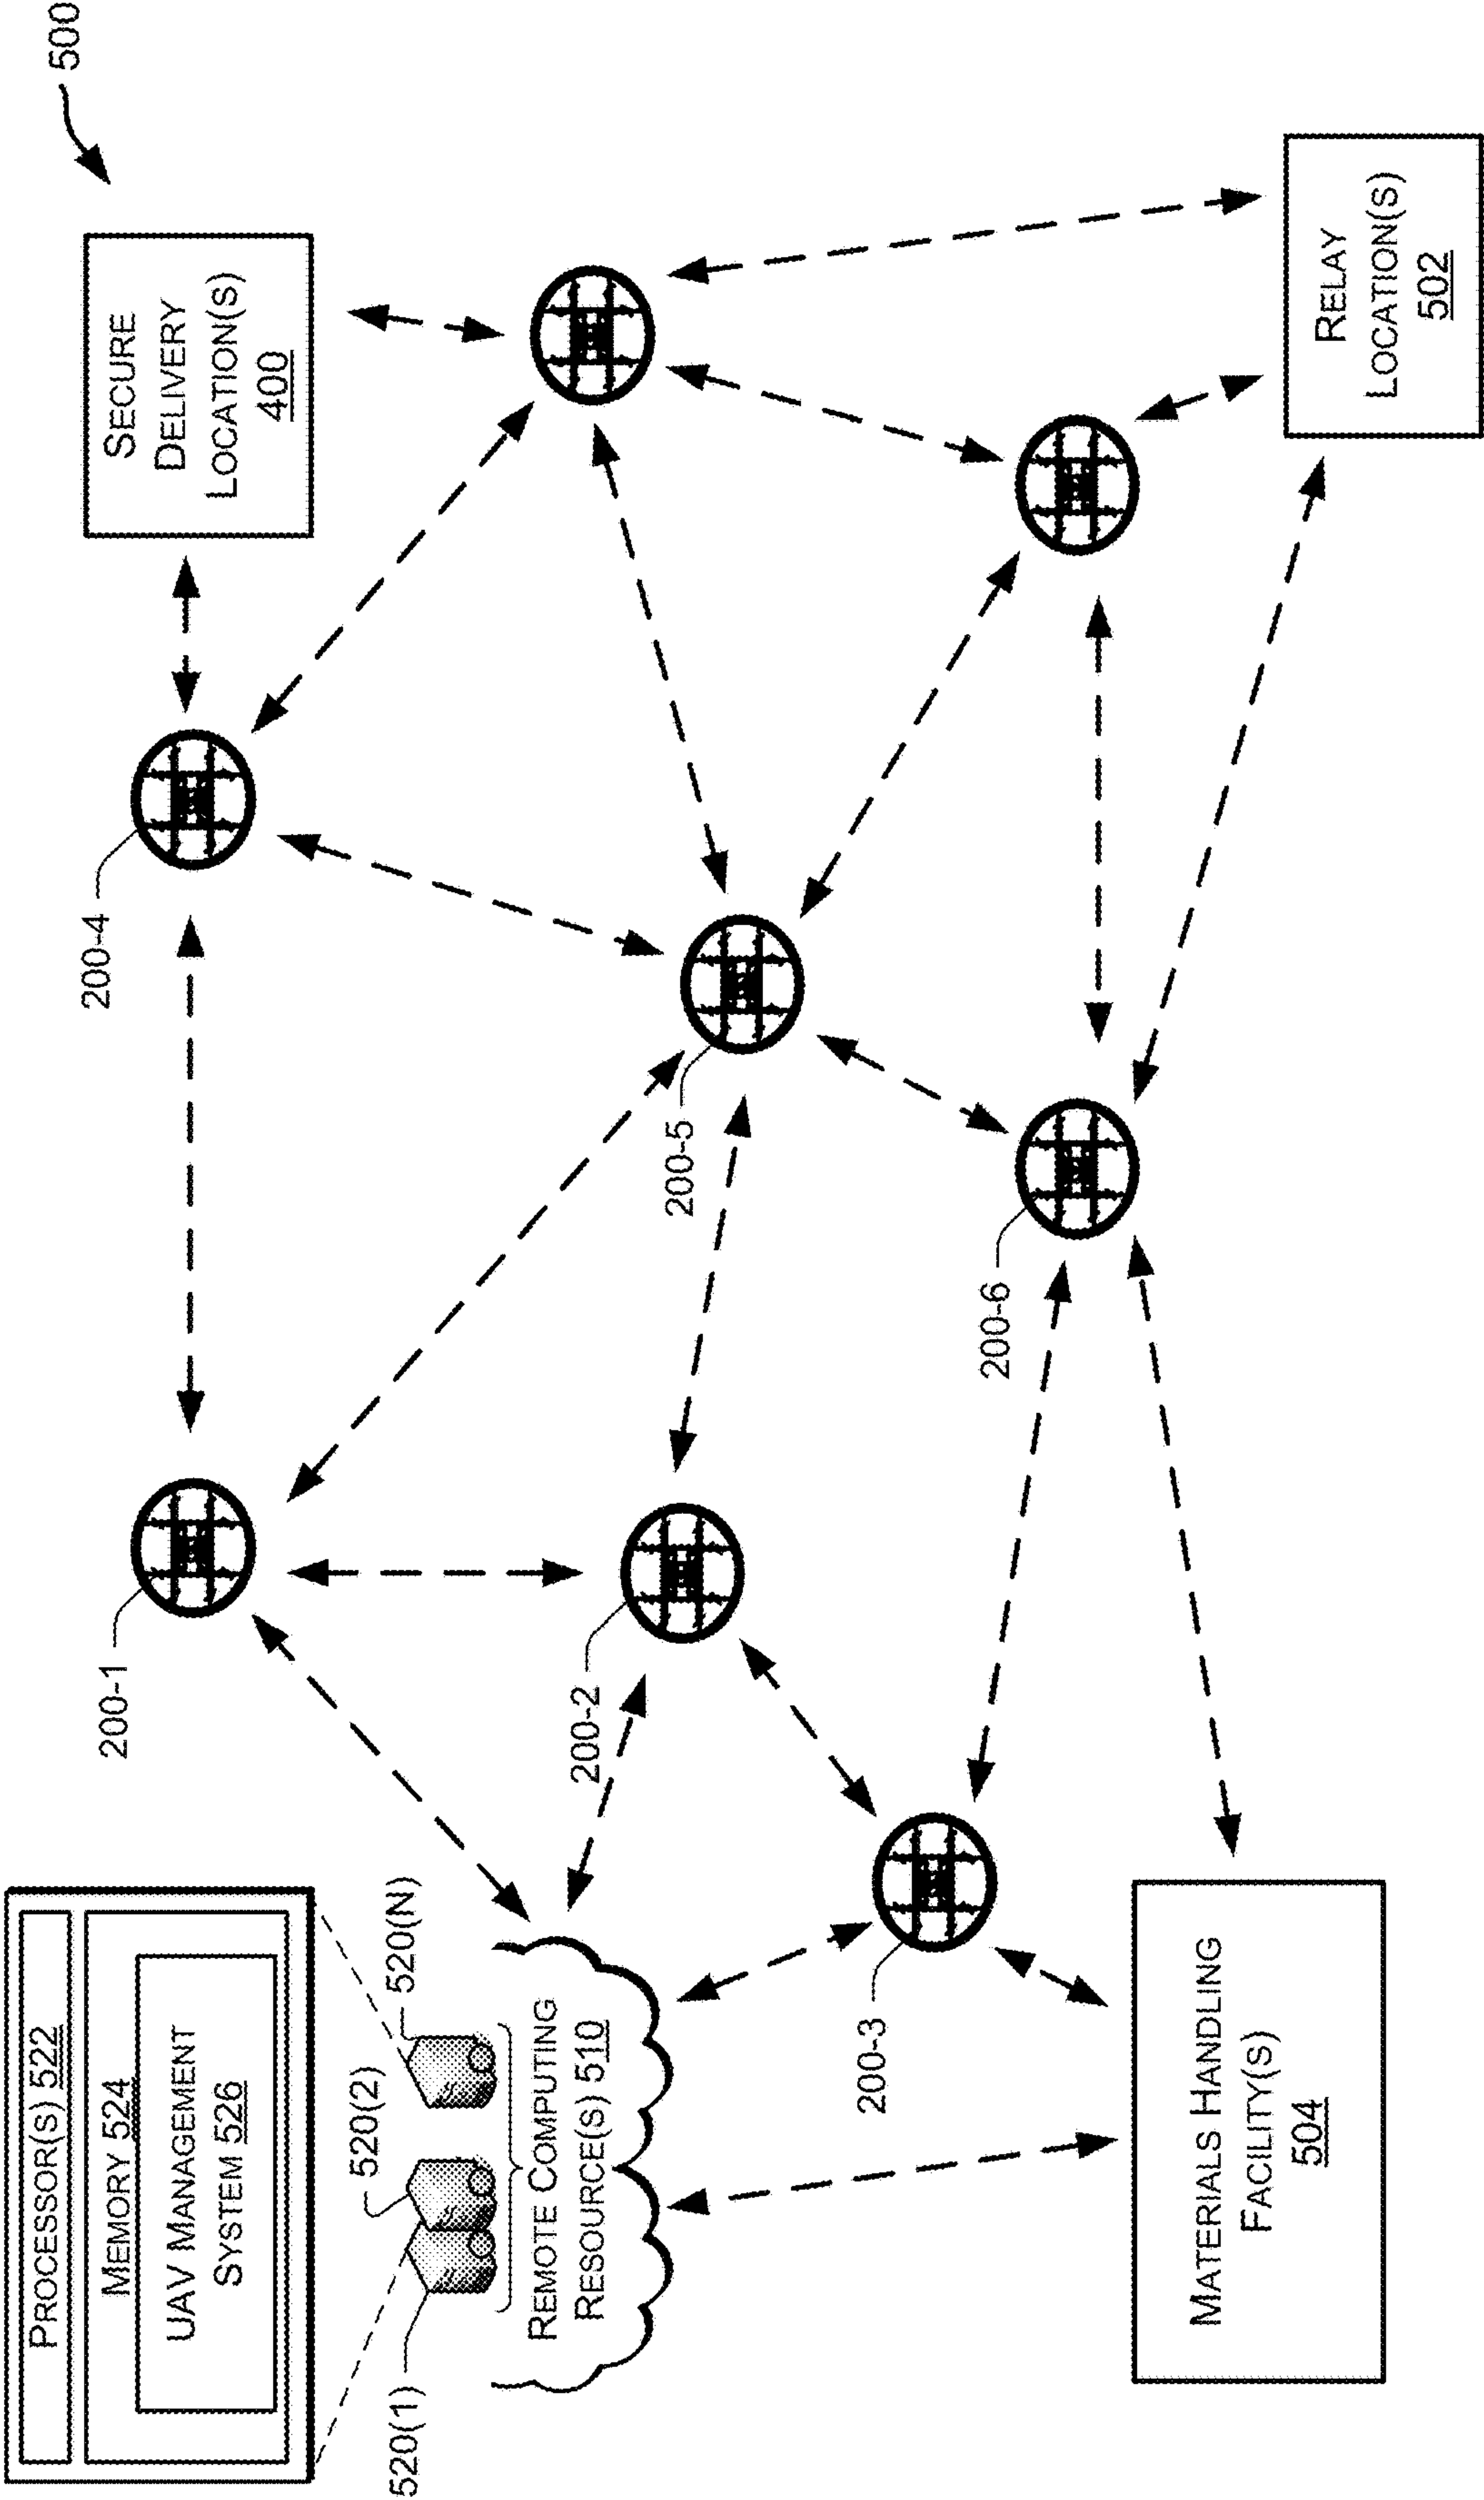 500
PROCESSOR(S) 522
MEMORY 524
UAV MANAGEMENT
SYSTEM 526
520(1)
520(2)
520(N)
REMOTE COMPUTING
RESOURCE(S) 510
200-1
200-4
SECURE
DELIVERY
LOCATION(S)
400
200-2
200-5
200-3
200-6
MATERIALS HANDLING
FACILITY(S)
504
RELAY
LOCATION(S)
502